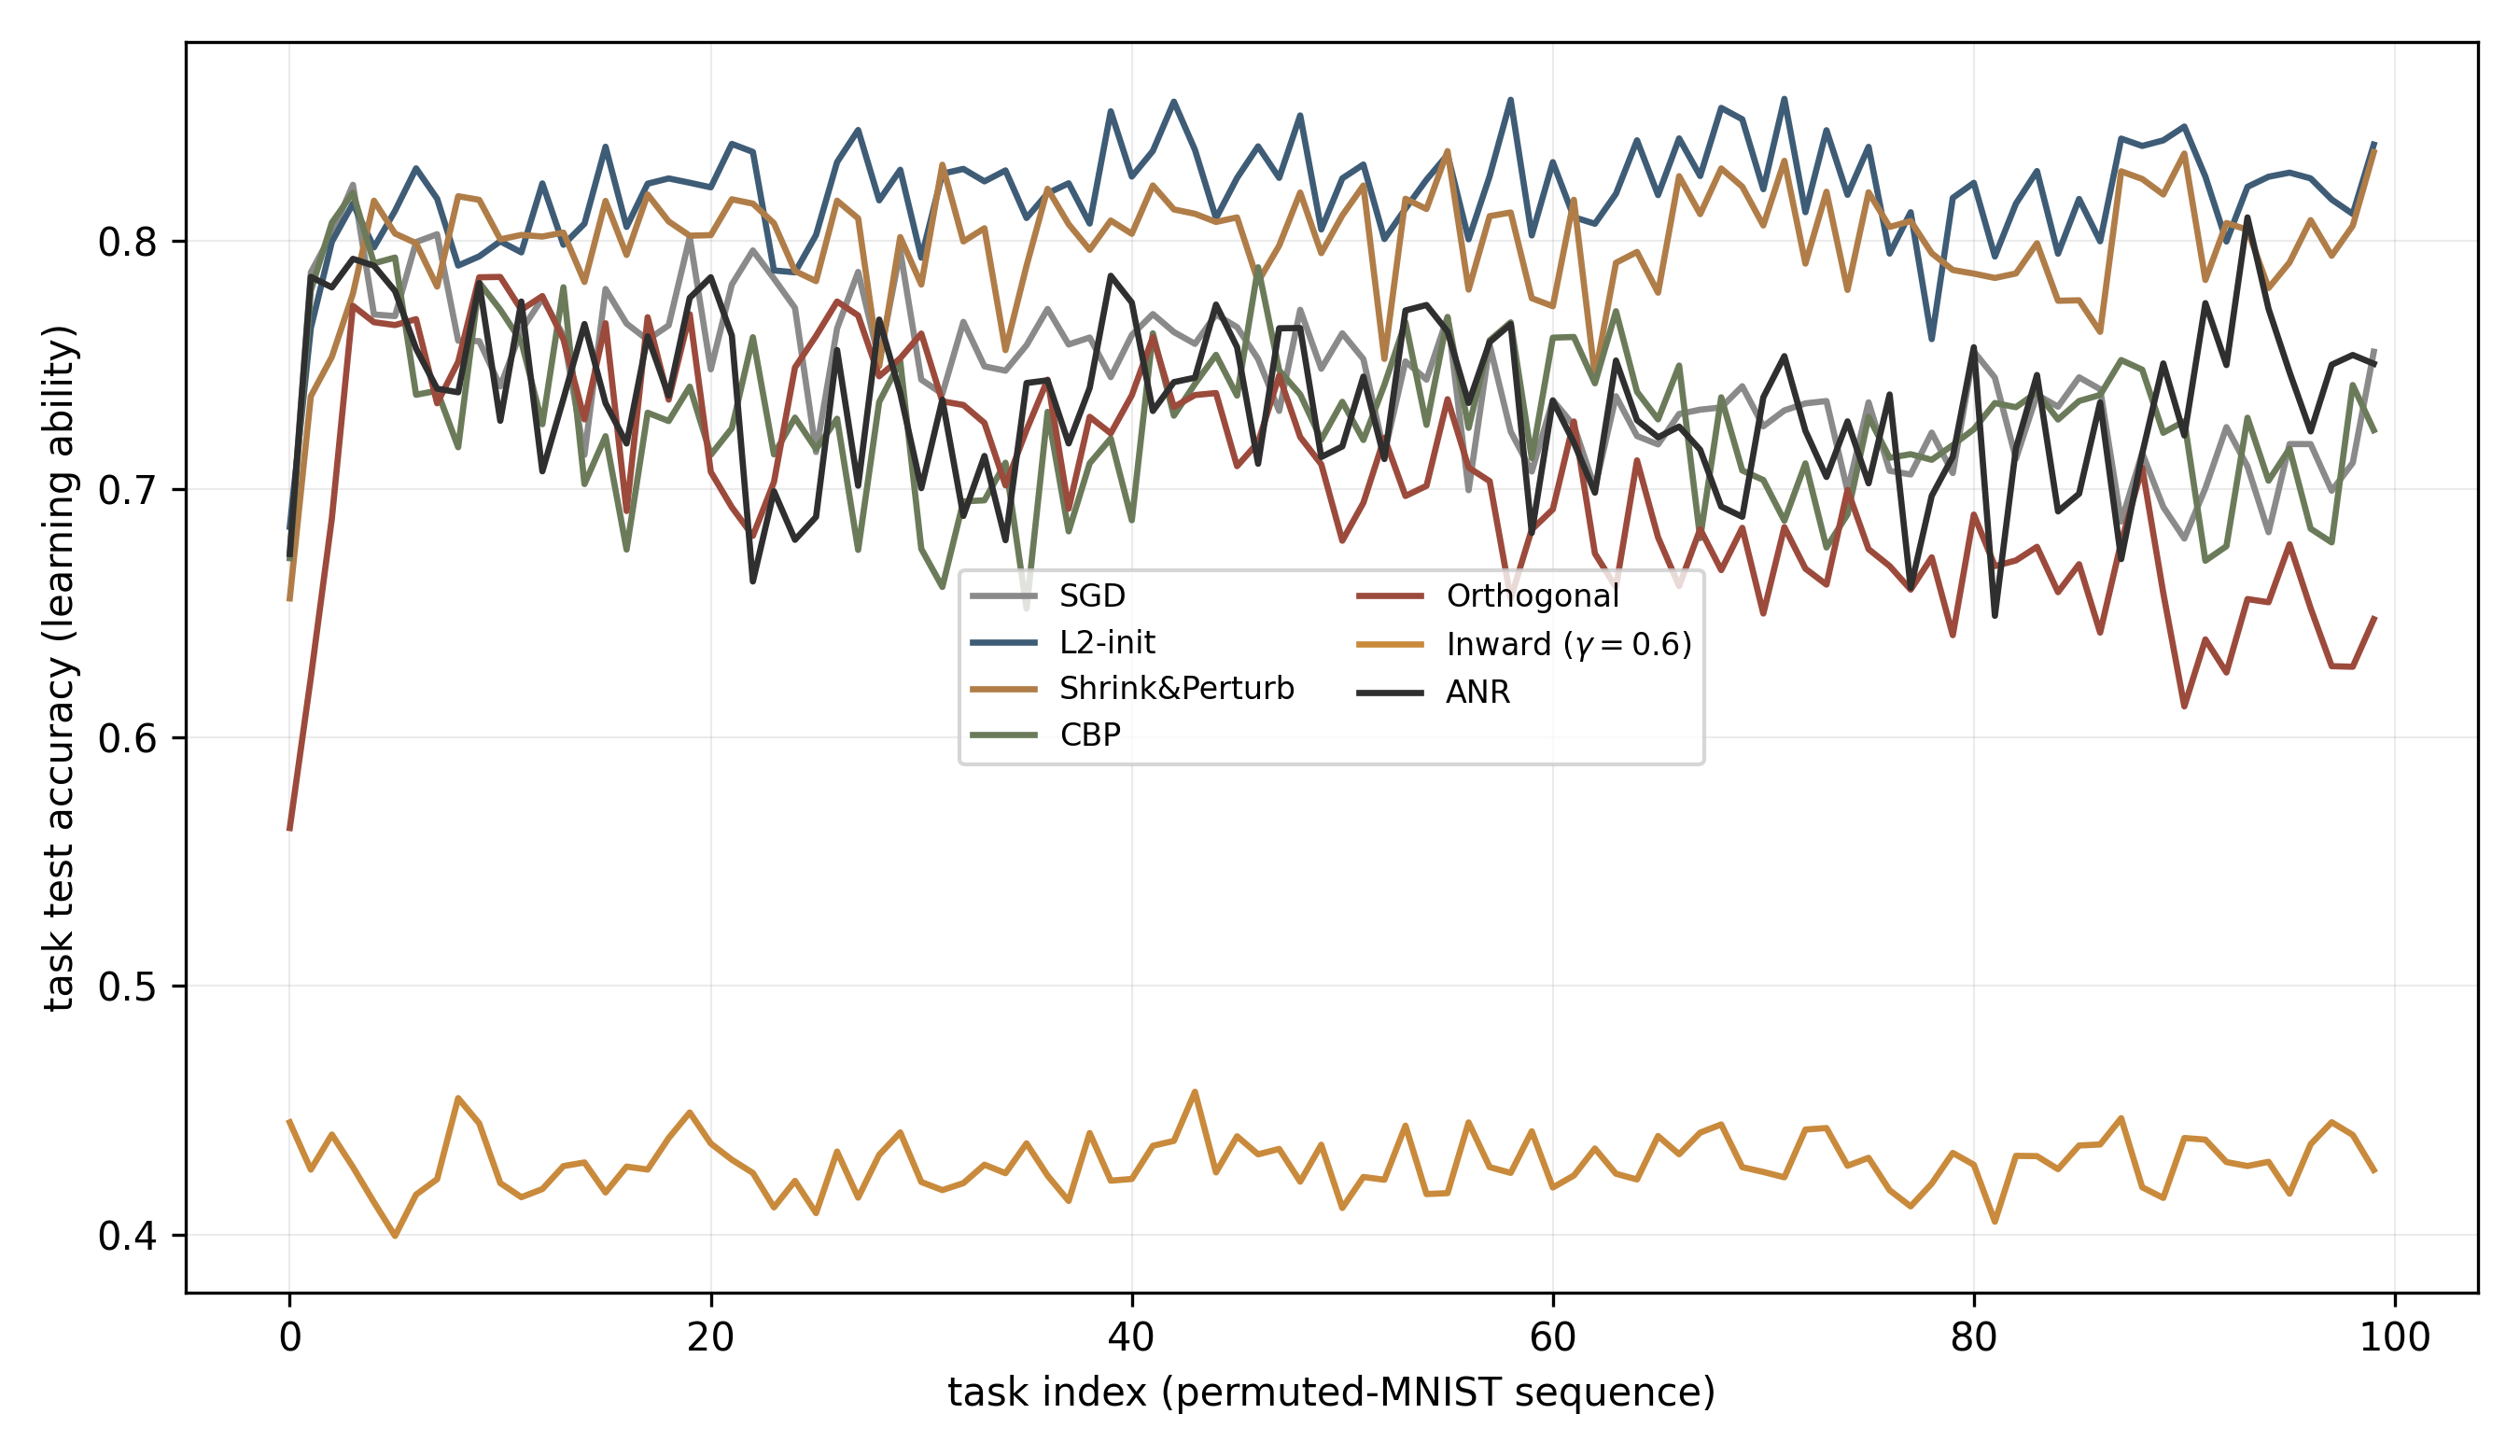 task test accuracy (learning ability)
0.8
0.7
0.6
0.5
0.4
SGD
L2-init
Shrink&Perturb
CBP
Orthogonal
Inward (γ = 0.6)
ANR
0 20 40 60 80 100
task index (permuted-MNIST sequence)